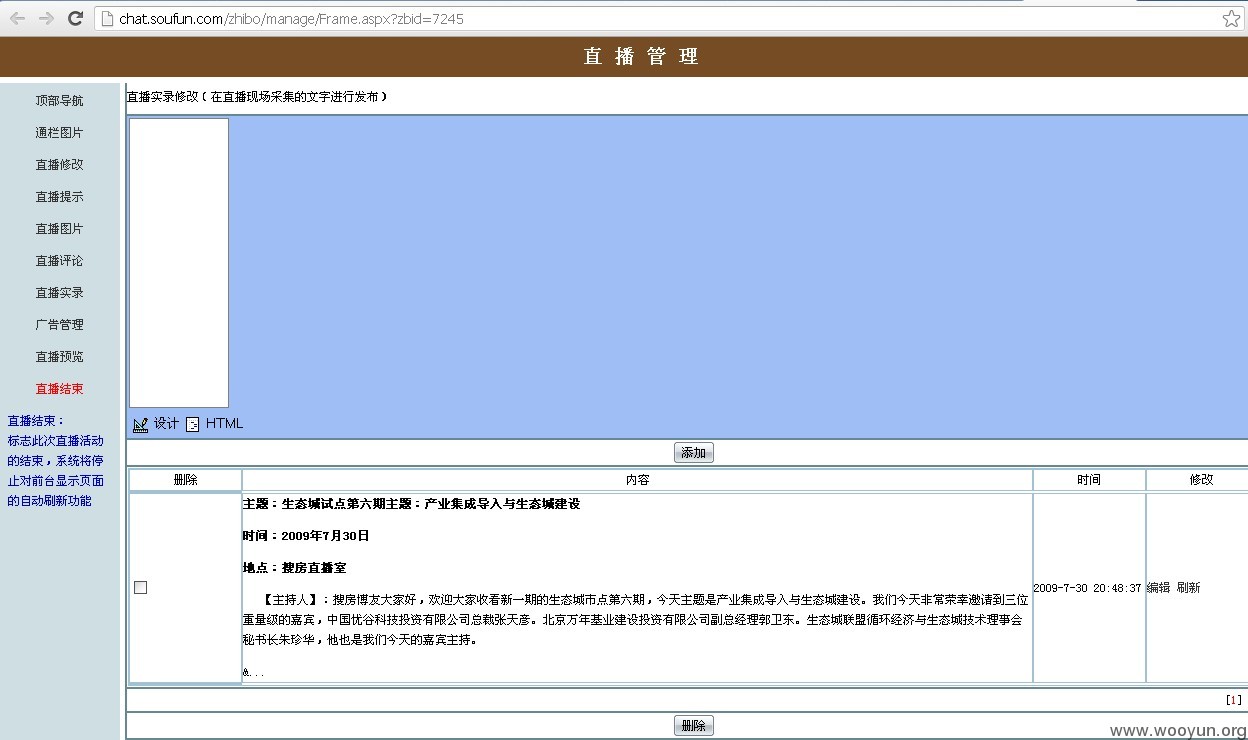 chat.soufun.com/zhibo/manage/Frame.aspx?zbid=7245
直 播 管 理
顶部导航
通栏图片
直播修改
直播提示
直播图片
直播评论
直播实录
广告管理
直播预览
直播结束
直播结束：
标志此次直播活动
的结束，系统将停
止对前台显示页面
的自动刷新功能
直播实录修改（在直播现场采集的文字进行发布）
设计 HTML
添加
删除 内容 时间 修改
主题：生态城试点第六期主题：产业集成导入与生态城建设
时间：2009年7月30日
地点：搜房直播室
【主持人】：搜房博友大家好，欢迎大家收看新一期的生态城市点第六期，今天主题是产业集成导入与生态城建设。我们今天非常荣幸邀请到三位
重量级的嘉宾，中国优谷科技投资有限公司总裁张天彦。北京万年基业建设投资有限公司副总经理郭卫东。生态城联盟循环经济与生态城技术理事会
秘书长朱珍华，他也是我们今天的嘉宾主持。
&...
2009-7-30 20:48:37 编辑 刷新
[1]
删除
www.wooyun.org